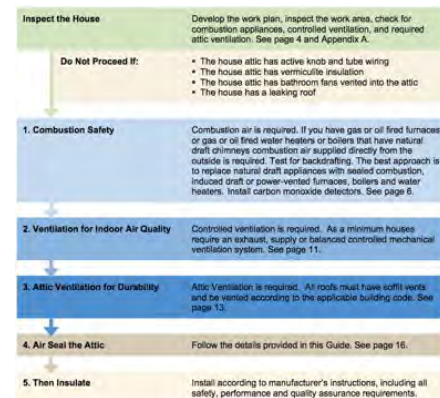 Inspect the House
Develop the work plan, inspect the work area, check for
combustion appliances, controlled ventilation, and required
attic ventilation. See page 4 and Appendix A.
Do Not Proceed If:
• The house attic has active knob and tube wiring
• The house attic has vermiculite insulation
• The house attic has bathroom fans vented into the attic
• The house has a leaking roof
1. Combustion Safety
Combustion air is required. If you have gas or oil fired furnaces
or gas or oil fired water heaters or boilers that have natural
draft chimneys combustion air supplied directly from the
outside is required. Test for backdrafting. The best approach is
to replace natural draft appliances with sealed combustion,
induced draft or power-vented furnaces, boilers and water
heaters. Install carbon monoxide detectors. See page 6.
2. Ventilation for Indoor Air Quality
Controlled ventilation is required. As a minimum houses
require an exhaust, supply or balanced controlled mechanical
ventilation system. See page 11.
3. Attic Ventilation for Durability
Attic Ventilation is required. All roofs must have soffit vents
and be vented according to the applicable building code. See
page 13.
4. Air Seal the Attic
Follow the details provided in this Guide. See page 16.
5. Then Insulate
Install according to manufacturer's instructions, including all
safety, performance and quality assurance requirements.